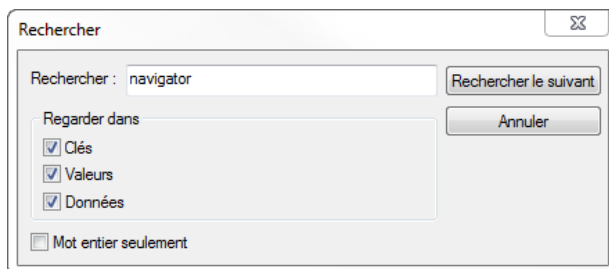 Rechercher
Rechercher : navigator
Rechercher le suivant
Regarder dans
Annuler
Clés
Valeurs
Données
Mot entier seulement